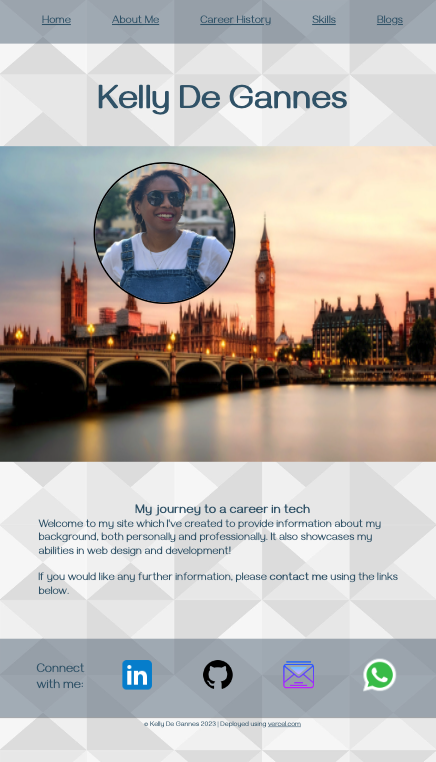 Home About Me Career History Skills Blogs
Kelly De Gannes
My journey to a career in tech
Welcome to my site which I've created to provide information about my
background, both personally and professionally. It also showcases my
abilities in web design and development!
If you would like any further information, please contact me using the links
below.
Connect
with me:
in
© Kelly De Gannes 2023 | Deployed using vercel.com